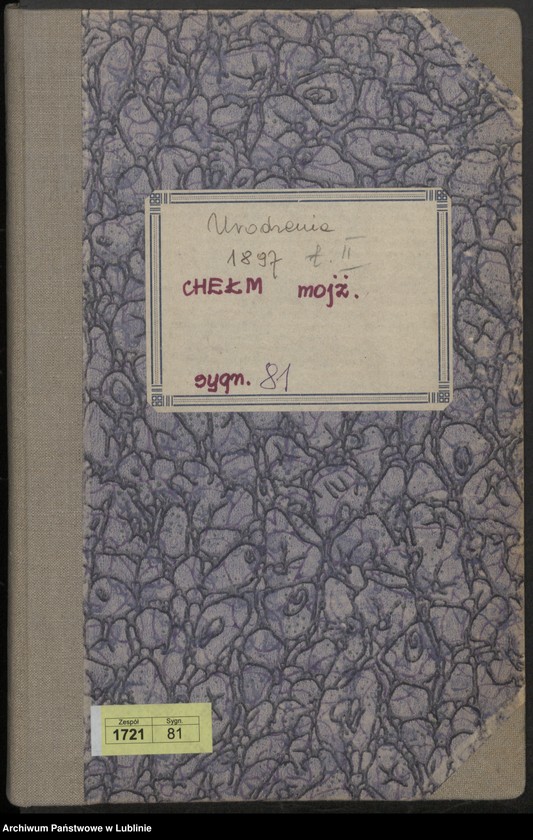 Urodzenia
1897 t. II
CHEŁM mojż.
sygn. 81
Zespół Sygn.
1721 81
Archiwum Państwowe w Lublinie